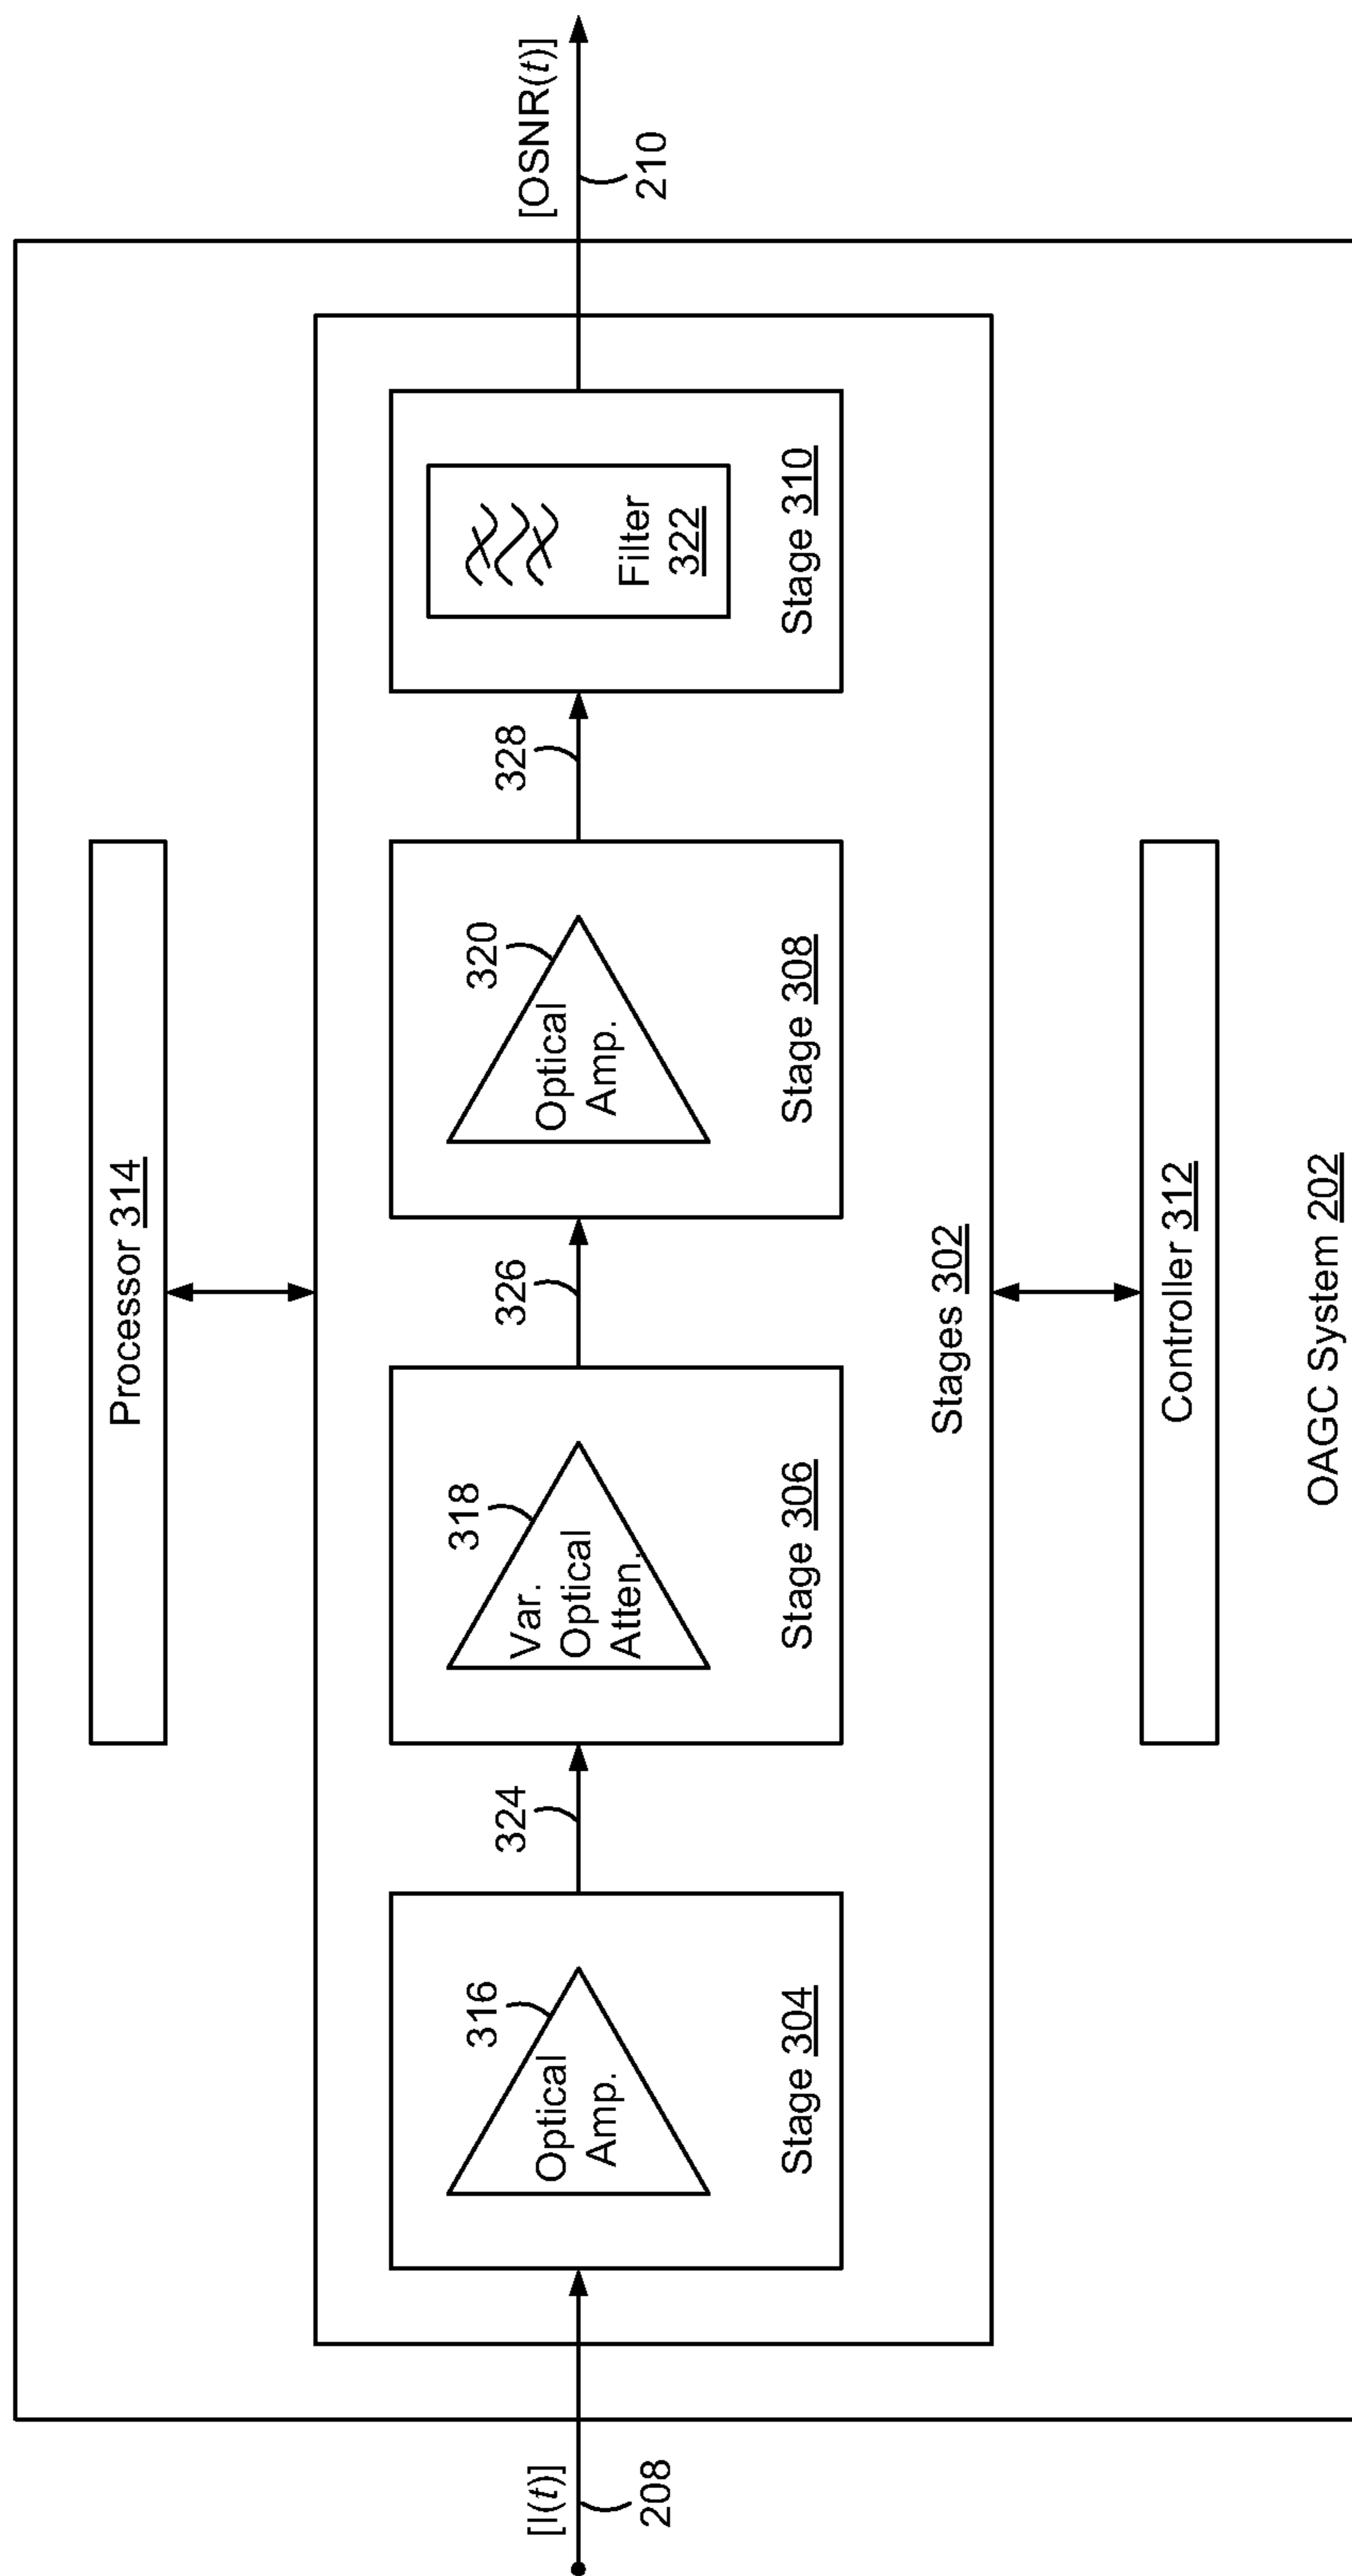 Processor 314
[I(t)]
208
316
Optical
Amp.
Stage 304
324
318
Var.
Optical
Atten.
Stage 306
326
320
Optical
Amp.
Stage 308
328
Filter
322
Stage 310
[OSNR(t)]
210
Stages 302
Controller 312
OAGC System 202